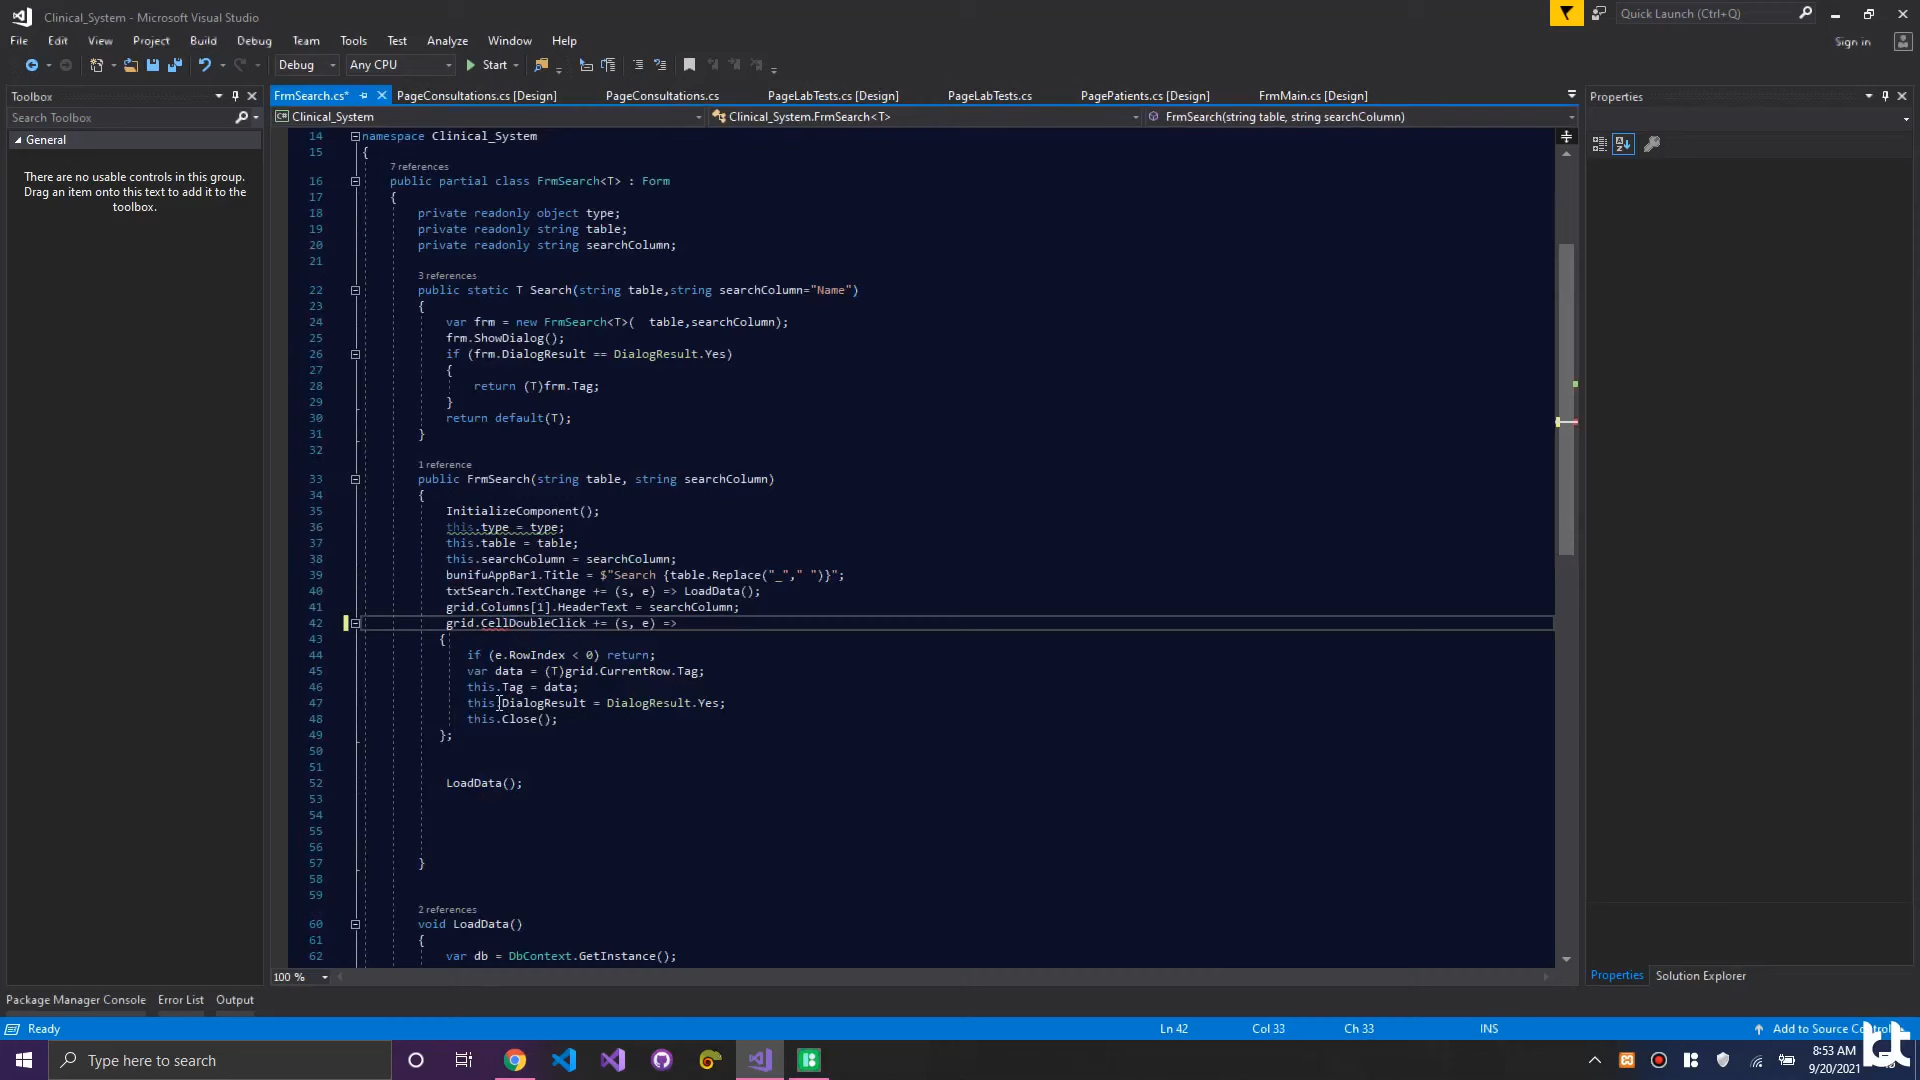 Clinical_System - Microsoft Visual Studio
Quick Launch (Ctrl+Q)
File Edit View Project Build Debug Team Tools Test Analyze Window Help
Sign in
Debug Any CPU Start
Toolbox
FrmSearch.cs* PageConsultations.cs [Design] PageConsultations.cs PageLabTests.cs [Design] PageLabTests.cs PagePatients.cs [Design] FrmMain.cs [Design]
Properties
Search Toolbox
Clinical_System Clinical_System.FrmSearch<T> FrmSearch(string table, string searchColumn)
General
There are no usable controls in this group.
Drag an item onto this text to add it to the
toolbox.
14 namespace Clinical_System
15 {
7 references
16 public partial class FrmSearch<T> : Form
17 {
18 private readonly object type;
19 private readonly string table;
20 private readonly string searchColumn;
21
3 references
22 public static T Search(string table,string searchColumn="Name")
23 {
24 var frm = new FrmSearch<T>(  table,searchColumn);
25 frm.ShowDialog();
26 if (frm.DialogResult == DialogResult.Yes)
27 {
28 return (T)frm.Tag;
29 }
30 return default(T);
31 }
32
1 reference
33 public FrmSearch(string table, string searchColumn)
34 {
35 InitializeComponent();
36 this.type = type;
37 this.table = table;
38 this.searchColumn = searchColumn;
39 bunifuAppBar1.Title = $"Search {table.Replace("_"," ")}";
40 txtSearch.TextChange += (s, e) => LoadData();
41 grid.Columns[1].HeaderText = searchColumn;
42 grid.CellDoubleClick += (s, e) =>
43 {
44 if (e.RowIndex < 0) return;
45 var data = (T)grid.CurrentRow.Tag;
46 this.Tag = data;
47 this.DialogResult = DialogResult.Yes;
48 this.Close();
49 };
50
51
52 LoadData();
53
54
55
56
57 }
58
59
2 references
60 void LoadData()
61 {
62 var db = DbContext.GetInstance();
100 %
Properties Solution Explorer
Package Manager Console Error List Output
Ready Ln 42 Col 33 Ch 33 INS Add to Source
Type here to search
8:53 AM
9/20/2021